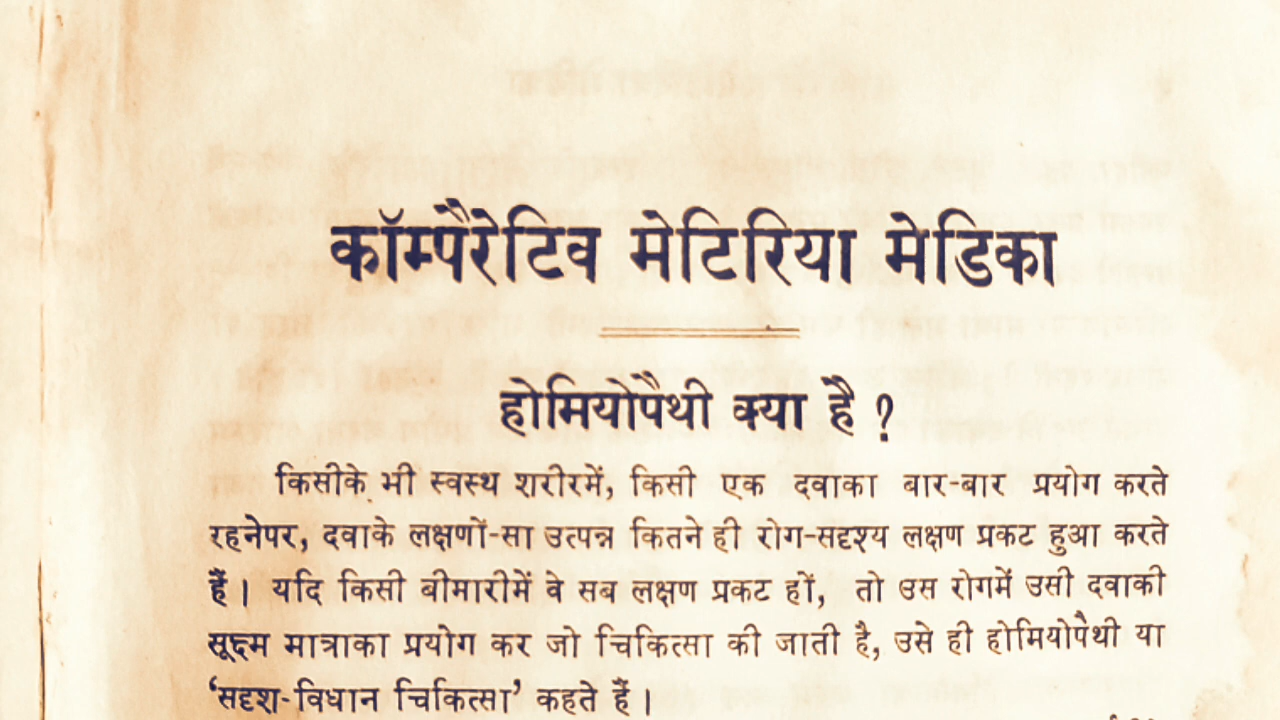 कॉम्पैरेटिव मेटिरिया मेडिका
होमियोपैथी क्या है ?
किसीके भी स्वस्थ शरीरमें, किसी एक दवाका बार-बार प्रयोग करते
रहनेपर, दवाके लक्षणों-सा उत्पन्न कितने ही रोग-सदृश्य लक्षण प्रकट हुआ करते
हैं। यदि किसी बीमारीमें वे सब लक्षण प्रकट हों, तो उस रोगमें उसी दवाकी
सूक्ष्म मात्राका प्रयोग कर जो चिकित्सा की जाती है, उसे ही होमियोपैथी या
‘सदृश-विधान चिकित्सा’ कहते हैं।